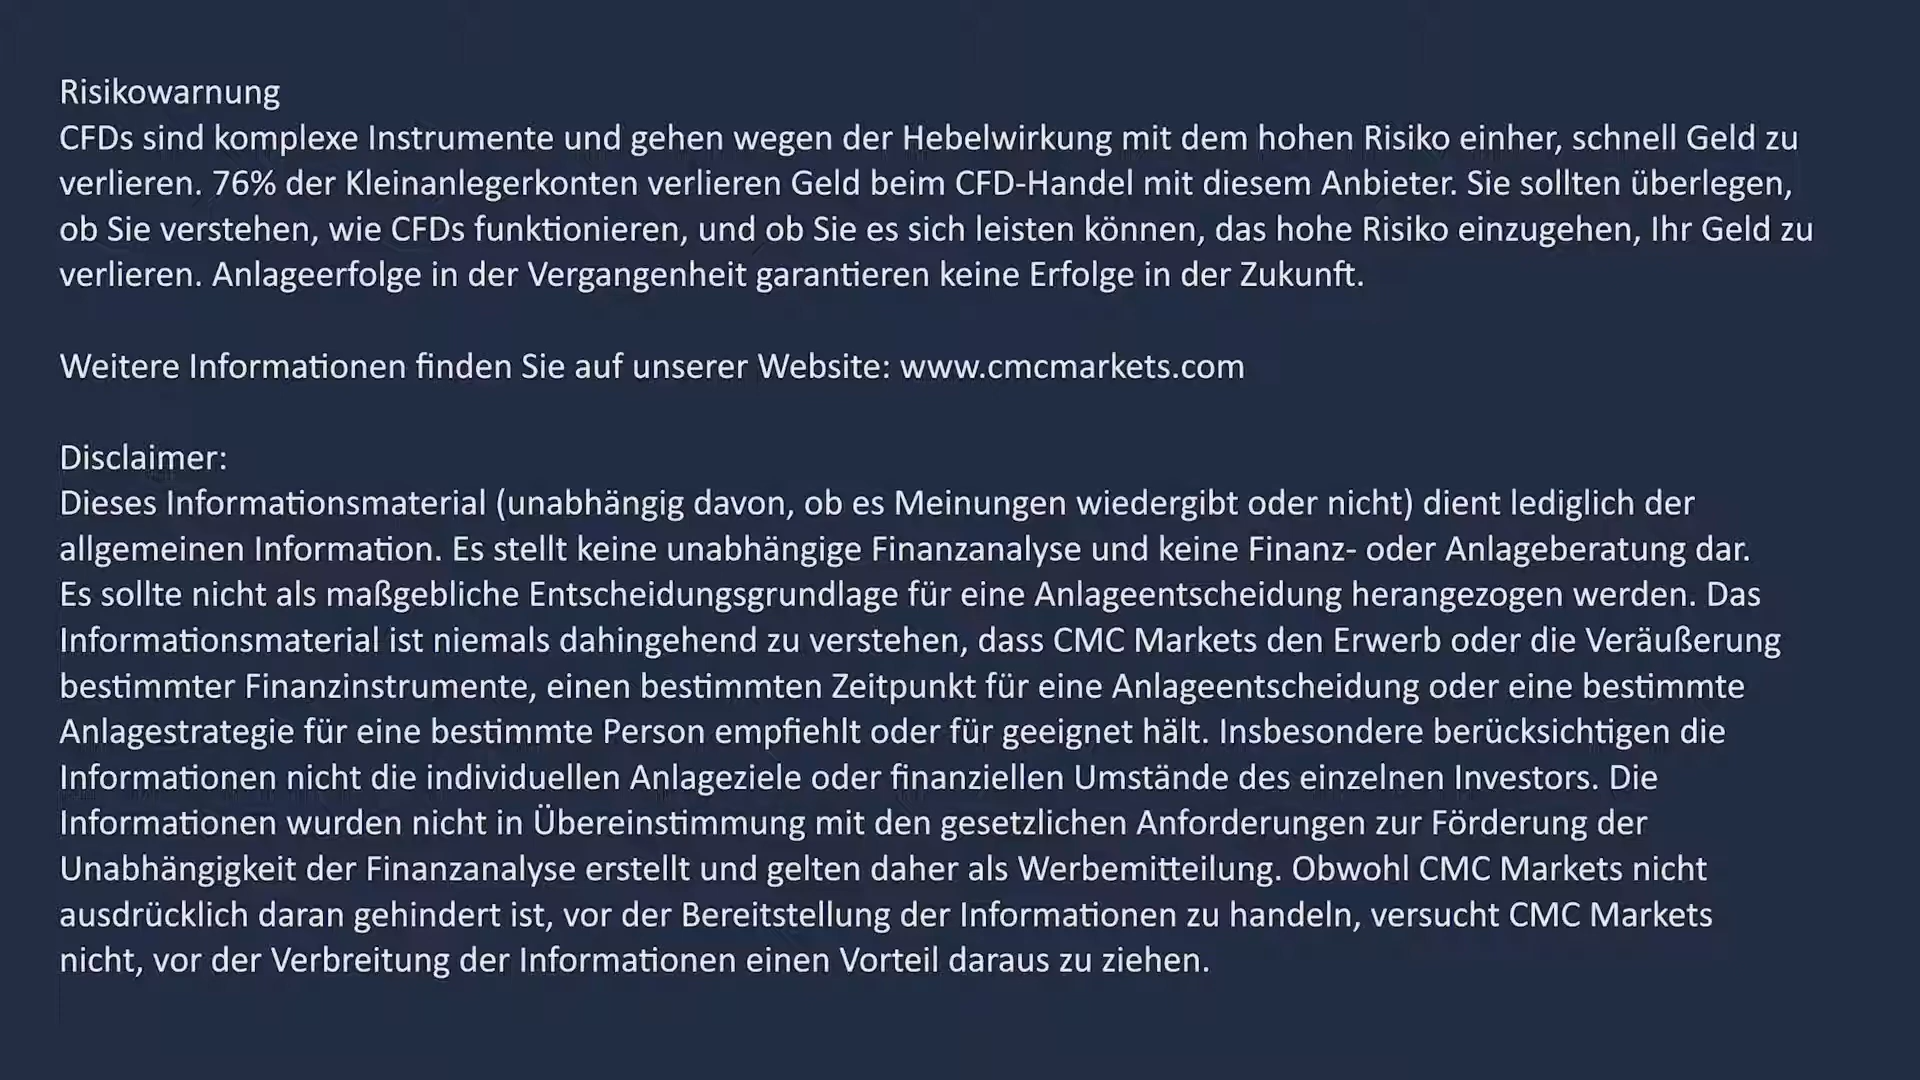 Risikowarnung
CFDs sind komplexe Instrumente und gehen wegen der Hebelwirkung mit dem hohen Risiko einher, schnell Geld zu
verlieren. 76% der Kleinanlegerkonten verlieren Geld beim CFD-Handel mit diesem Anbieter. Sie sollten überlegen,
ob Sie verstehen, wie CFDs funktionieren, und ob Sie es sich leisten können, das hohe Risiko einzugehen, Ihr Geld zu
verlieren. Anlageerfolge in der Vergangenheit garantieren keine Erfolge in der Zukunft.
Weitere Informationen finden Sie auf unserer Website: www.cmcmarkets.com
Disclaimer:
Dieses Informationsmaterial (unabhängig davon, ob es Meinungen wiedergibt oder nicht) dient lediglich der
allgemeinen Information. Es stellt keine unabhängige Finanzanalyse und keine Finanz- oder Anlageberatung dar.
Es sollte nicht als maßgebliche Entscheidungsgrundlage für eine Anlageentscheidung herangezogen werden. Das
Informationsmaterial ist niemals dahingehend zu verstehen, dass CMC Markets den Erwerb oder die Veräußerung
bestimmter Finanzinstrumente, einen bestimmten Zeitpunkt für eine Anlageentscheidung oder eine bestimmte
Anlagestrategie für eine bestimmte Person empfiehlt oder für geeignet hält. Insbesondere berücksichtigen die
Informationen nicht die individuellen Anlageziele oder finanziellen Umstände des einzelnen Investors. Die
Informationen wurden nicht in Übereinstimmung mit den gesetzlichen Anforderungen zur Förderung der
Unabhängigkeit der Finanzanalyse erstellt und gelten daher als Werbemitteilung. Obwohl CMC Markets nicht
ausdrücklich daran gehindert ist, vor der Bereitstellung der Informationen zu handeln, versucht CMC Markets
nicht, vor der Verbreitung der Informationen einen Vorteil daraus zu ziehen.